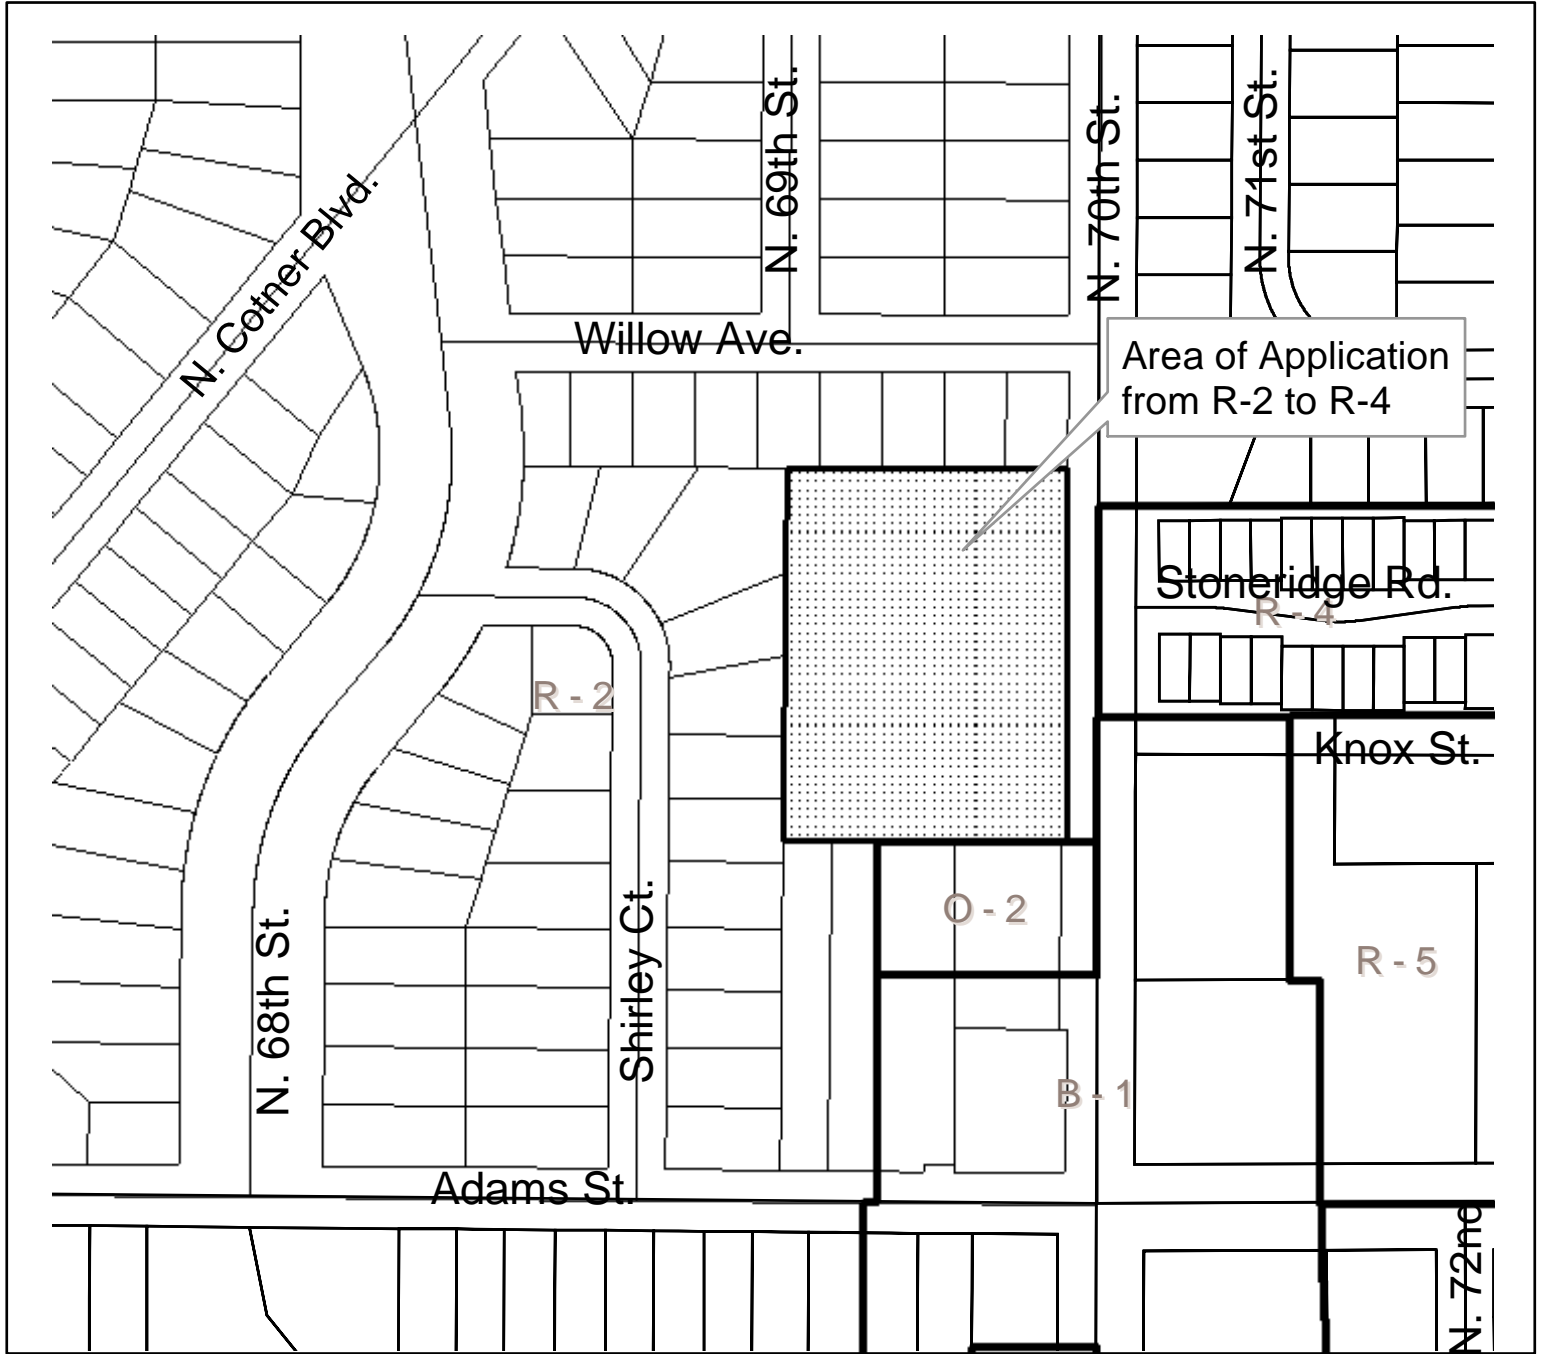 N. 69th St.
N. 70th St.
N. 71st St.
N. Cotner Blvd.
Willow Ave.
Area of Application
from R-2 to R-4
Stoneridge Rd.
R - 4
R - 2
Knox St.
O - 2
R - 5
Shirley Ct.
N. 68th St.
B - 1
Adams St.
N. 72nd